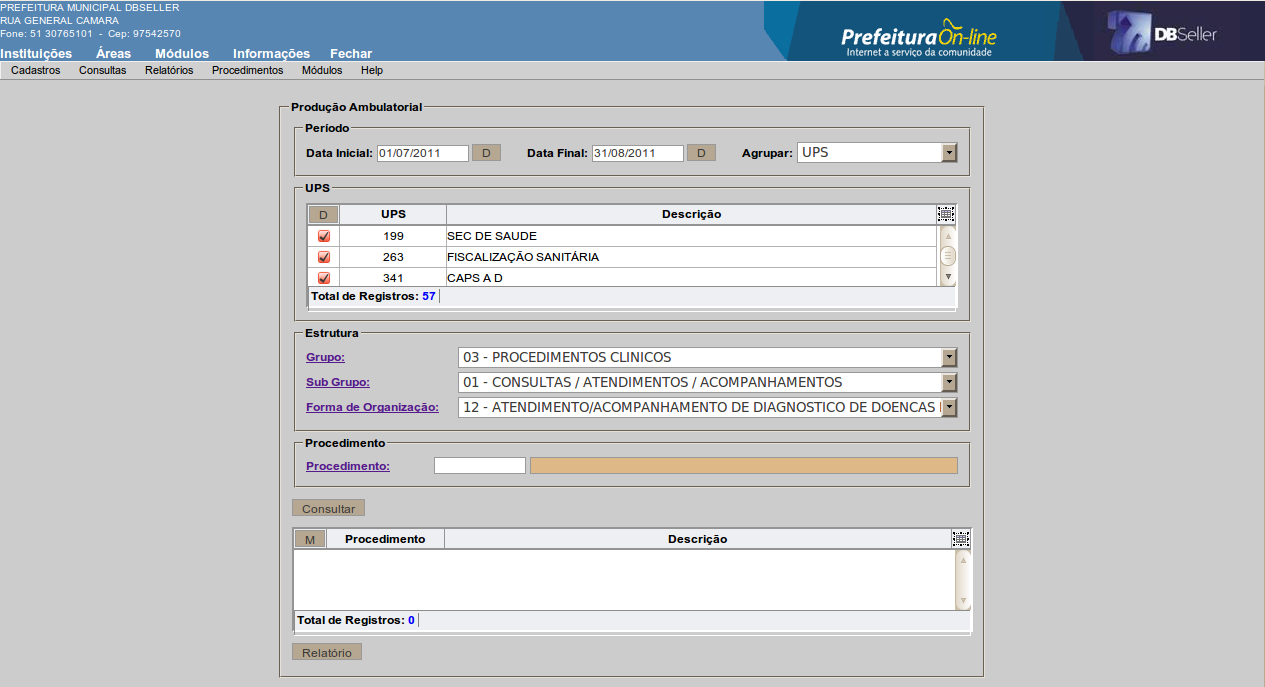 PREFEITURA MUNICIPAL DBSELLER
RUA GENERAL CAMARA
Fone: 51 30765101 - Cep: 97542570
PrefeituraOn-line
Internet a serviço da comunidade
DBSeller
Instituições Áreas Módulos Informações Fechar
Cadastros Consultas Relatórios Procedimentos Módulos Help
Produção Ambulatorial
Período
Data Inicial: 01/07/2011 D Data Final: 31/08/2011 D Agrupar: UPS
UPS
D UPS Descrição
199 SEC DE SAUDE
263 FISCALIZAÇÃO SANITÁRIA
341 CAPS A D
Total de Registros: 57
Estrutura
Grupo: 03 - PROCEDIMENTOS CLINICOS
Sub Grupo: 01 - CONSULTAS / ATENDIMENTOS / ACOMPANHAMENTOS
Forma de Organização: 12 - ATENDIMENTO/ACOMPANHAMENTO DE DIAGNOSTICO DE DOENCAS
Procedimento
Procedimento:
Consultar
M Procedimento Descrição
Total de Registros: 0
Relatório